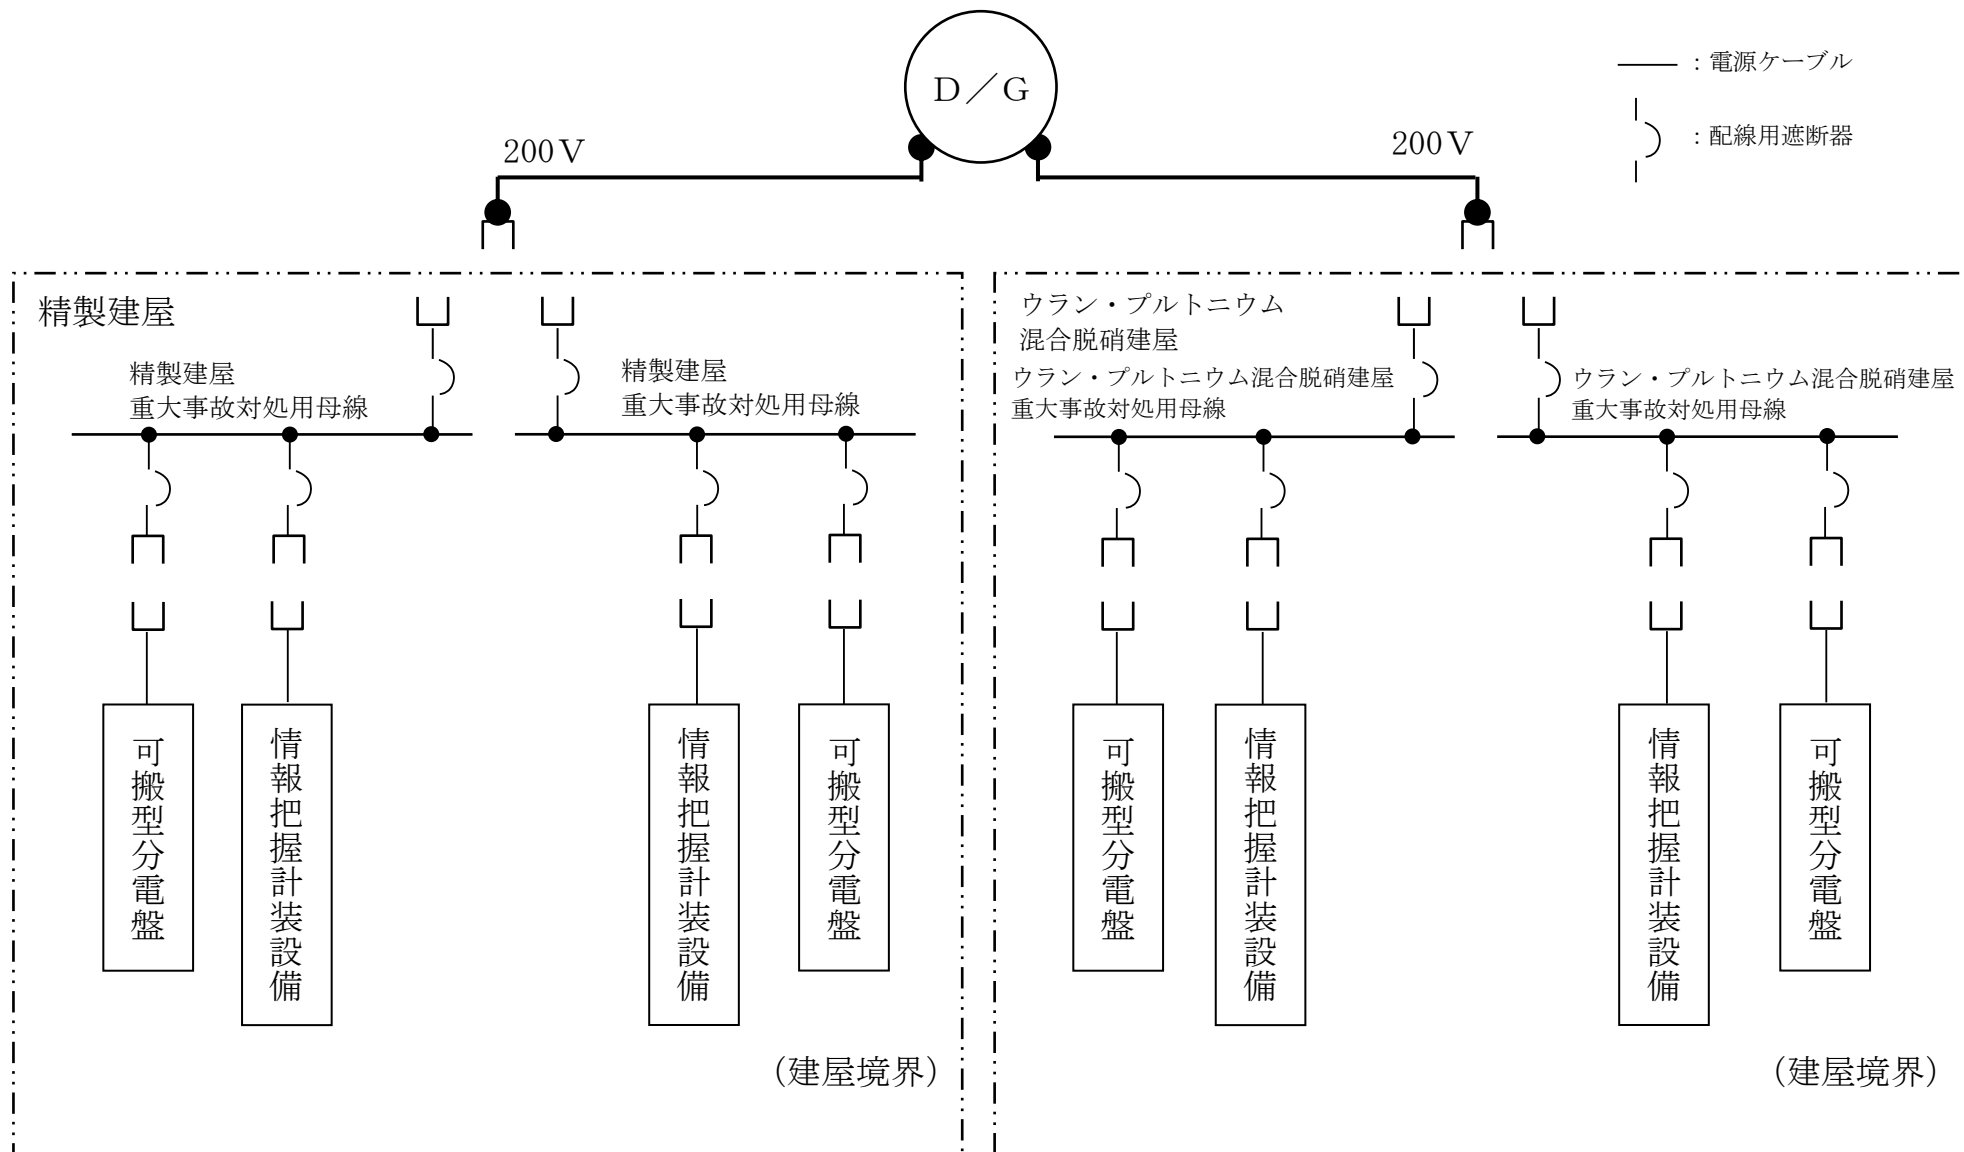 D／G
：電源ケーブル
：配線用遮断器
200V
200V
精製建屋
精製建屋
重大事故対処用母線
精製建屋
重大事故対処用母線
可搬型分電盤
情報把握計装設備
情報把握計装設備
可搬型分電盤
（建屋境界）
ウラン・プルトニウム
混合脱硝建屋
ウラン・プルトニウム混合脱硝建屋
重大事故対処用母線
ウラン・プルトニウム混合脱硝建屋
重大事故対処用母線
可搬型分電盤
情報把握計装設備
情報把握計装設備
可搬型分電盤
（建屋境界）